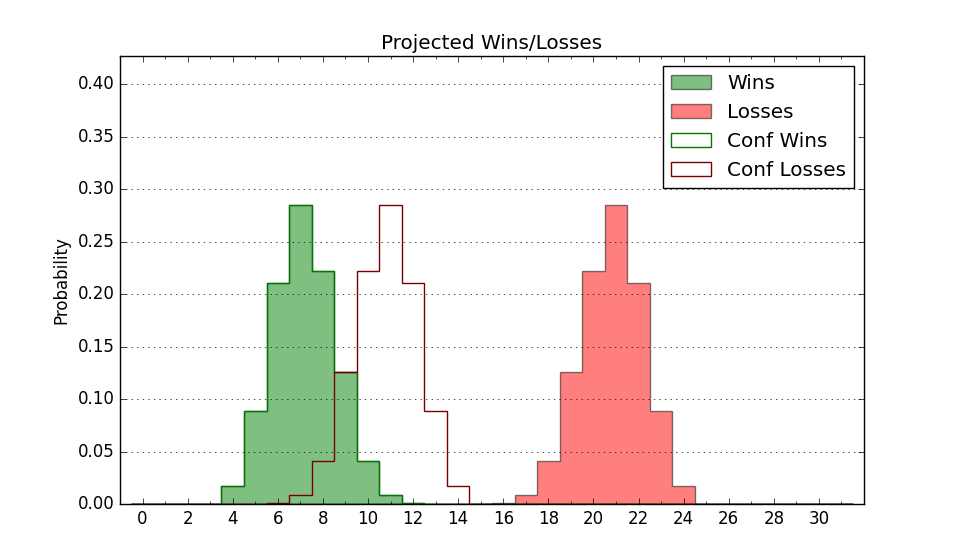 Projected Wins/Losses
0.40
0.35
0.30
0.25
0.20
0.15
0.10
0.05
0.00
Probability
Wins
Losses
Conf Wins
Conf Losses
0 2 4 6 8 10 12 14 16 18 20 22 24 26 28 30